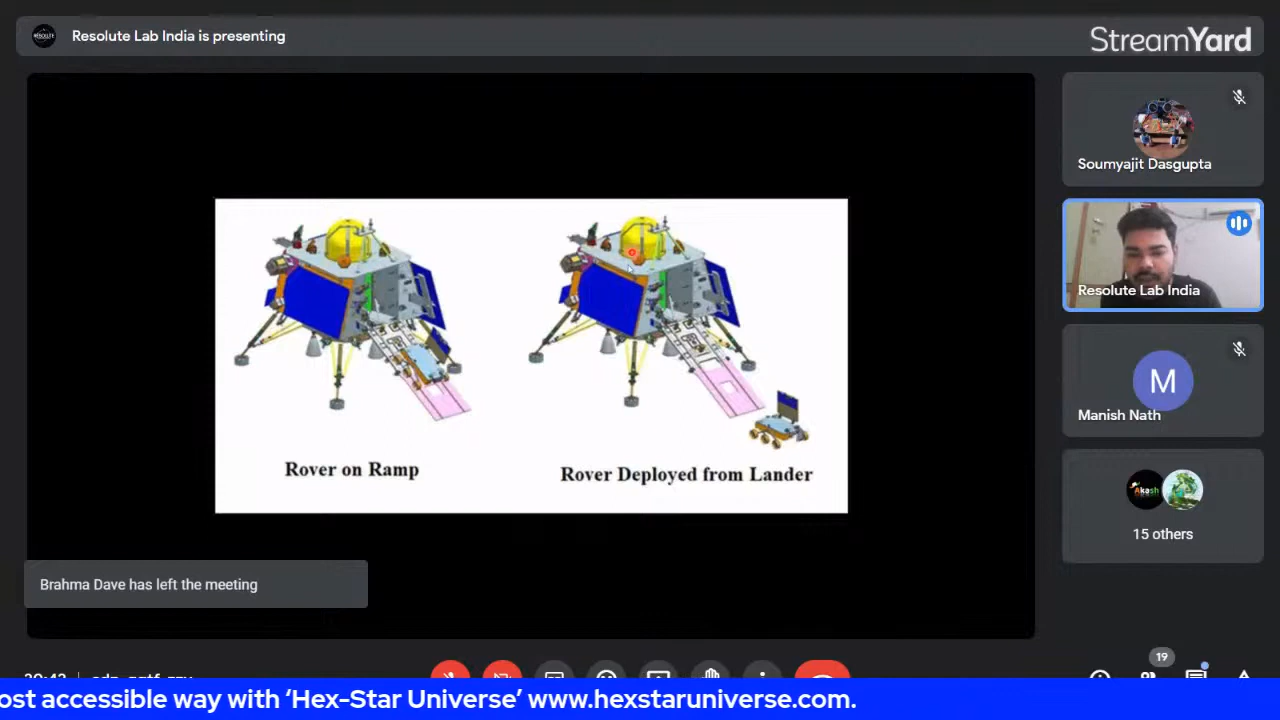 Resolute Lab India is presenting
StreamYard
Soumyajit Dasgupta
Resolute Lab India
M
Manish Nath
Akash
15 others
Rover on Ramp
Rover Deployed from Lander
Brahma Dave has left the meeting
19
ost accessible way with ‘Hex-Star Universe’ www.hexstaruniverse.com.